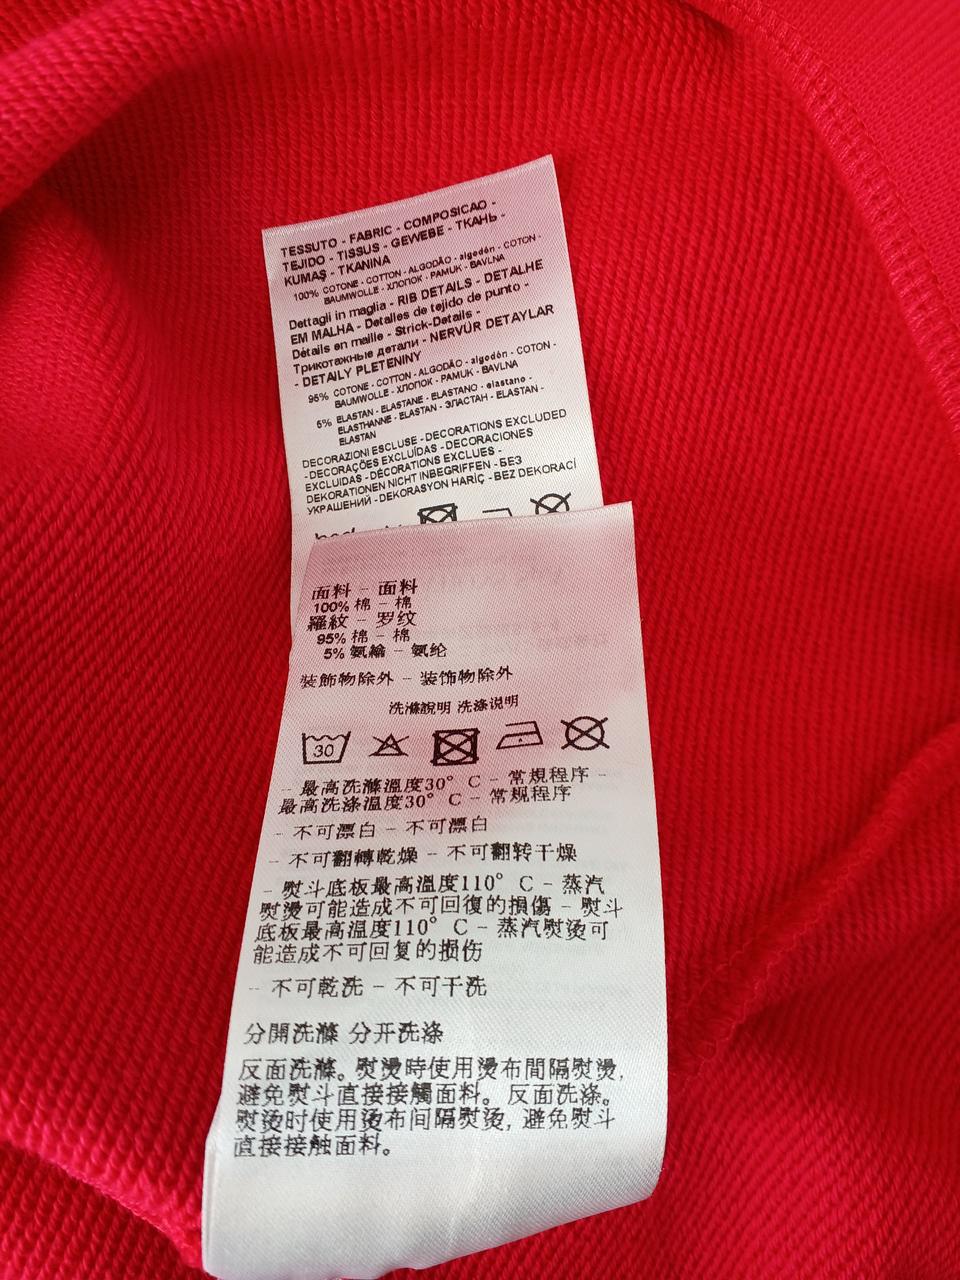 TESSUTO - FABRIC - COMPOSICAO -
TEJIDO - TISSUS - GEWEBE - ТКАНЬ -
KUMAŞ - TKANINA
100% COTONE - COTTON - ALGODÃO - algodón - COTON -
BAUMWOLLE - ХЛОПОК - PAMUK - BAVLNA
Dettagli in maglia - RIB DETAILS - DETALHE
EM MALHA - Detalles de tejido de punto -
Détails en maille - Strick-Details -
Трикотажные детали - NERVÜR DETAYLAR
- DETAILY PLETENINY
95% COTONE - COTTON - ALGODÃO - algodón - COTON -
BAUMWOLLE - ХЛОПОК - PAMUK - BAVLNA
5% ELASTAN - ELASTANE - ELASTANO - elastano -
ELASTHANNE - ELASTAN - ЭЛАСТАН - ELASTAN -
ELASTAN
DECORAZIONI ESCLUSE - DECORATIONS EXCLUDED
- DECORAÇÕES EXCLUÍDAS - DECORACIONES
EXCLUIDAS - DÉCORATIONS EXCLUES -
DEKORATIONEN NICHT INBEGRIFFEN - БЕЗ
УКРАШЕНИЙ - DEKORASYON HARİÇ - BEZ DEKORACÍ
面料 - 面料
100% 棉 - 棉
羅紋 - 罗纹
95% 棉 - 棉
5% 氨綸 - 氨纶
裝飾物除外 - 装饰物除外
洗滌說明 洗涤说明
30
- 最高洗滌溫度30° C - 常規程序 -
最高洗涤温度30° C - 常规程序
- 不可漂白 - 不可漂白
- 不可翻轉乾燥 - 不可翻转干燥
- 熨斗底板最高溫度110° C - 蒸汽
熨燙可能造成不可回復的損傷 - 熨斗
底板最高温度110° C - 蒸汽熨烫可
能造成不可回复的损伤
- 不可乾洗 - 不可干洗
分開洗滌 分开洗涤
反面洗滌。熨燙時使用燙布間隔熨燙,
避免熨斗直接接觸面料。反面洗涤。
熨烫时使用烫布间隔熨烫, 避免熨斗
直接接触面料。